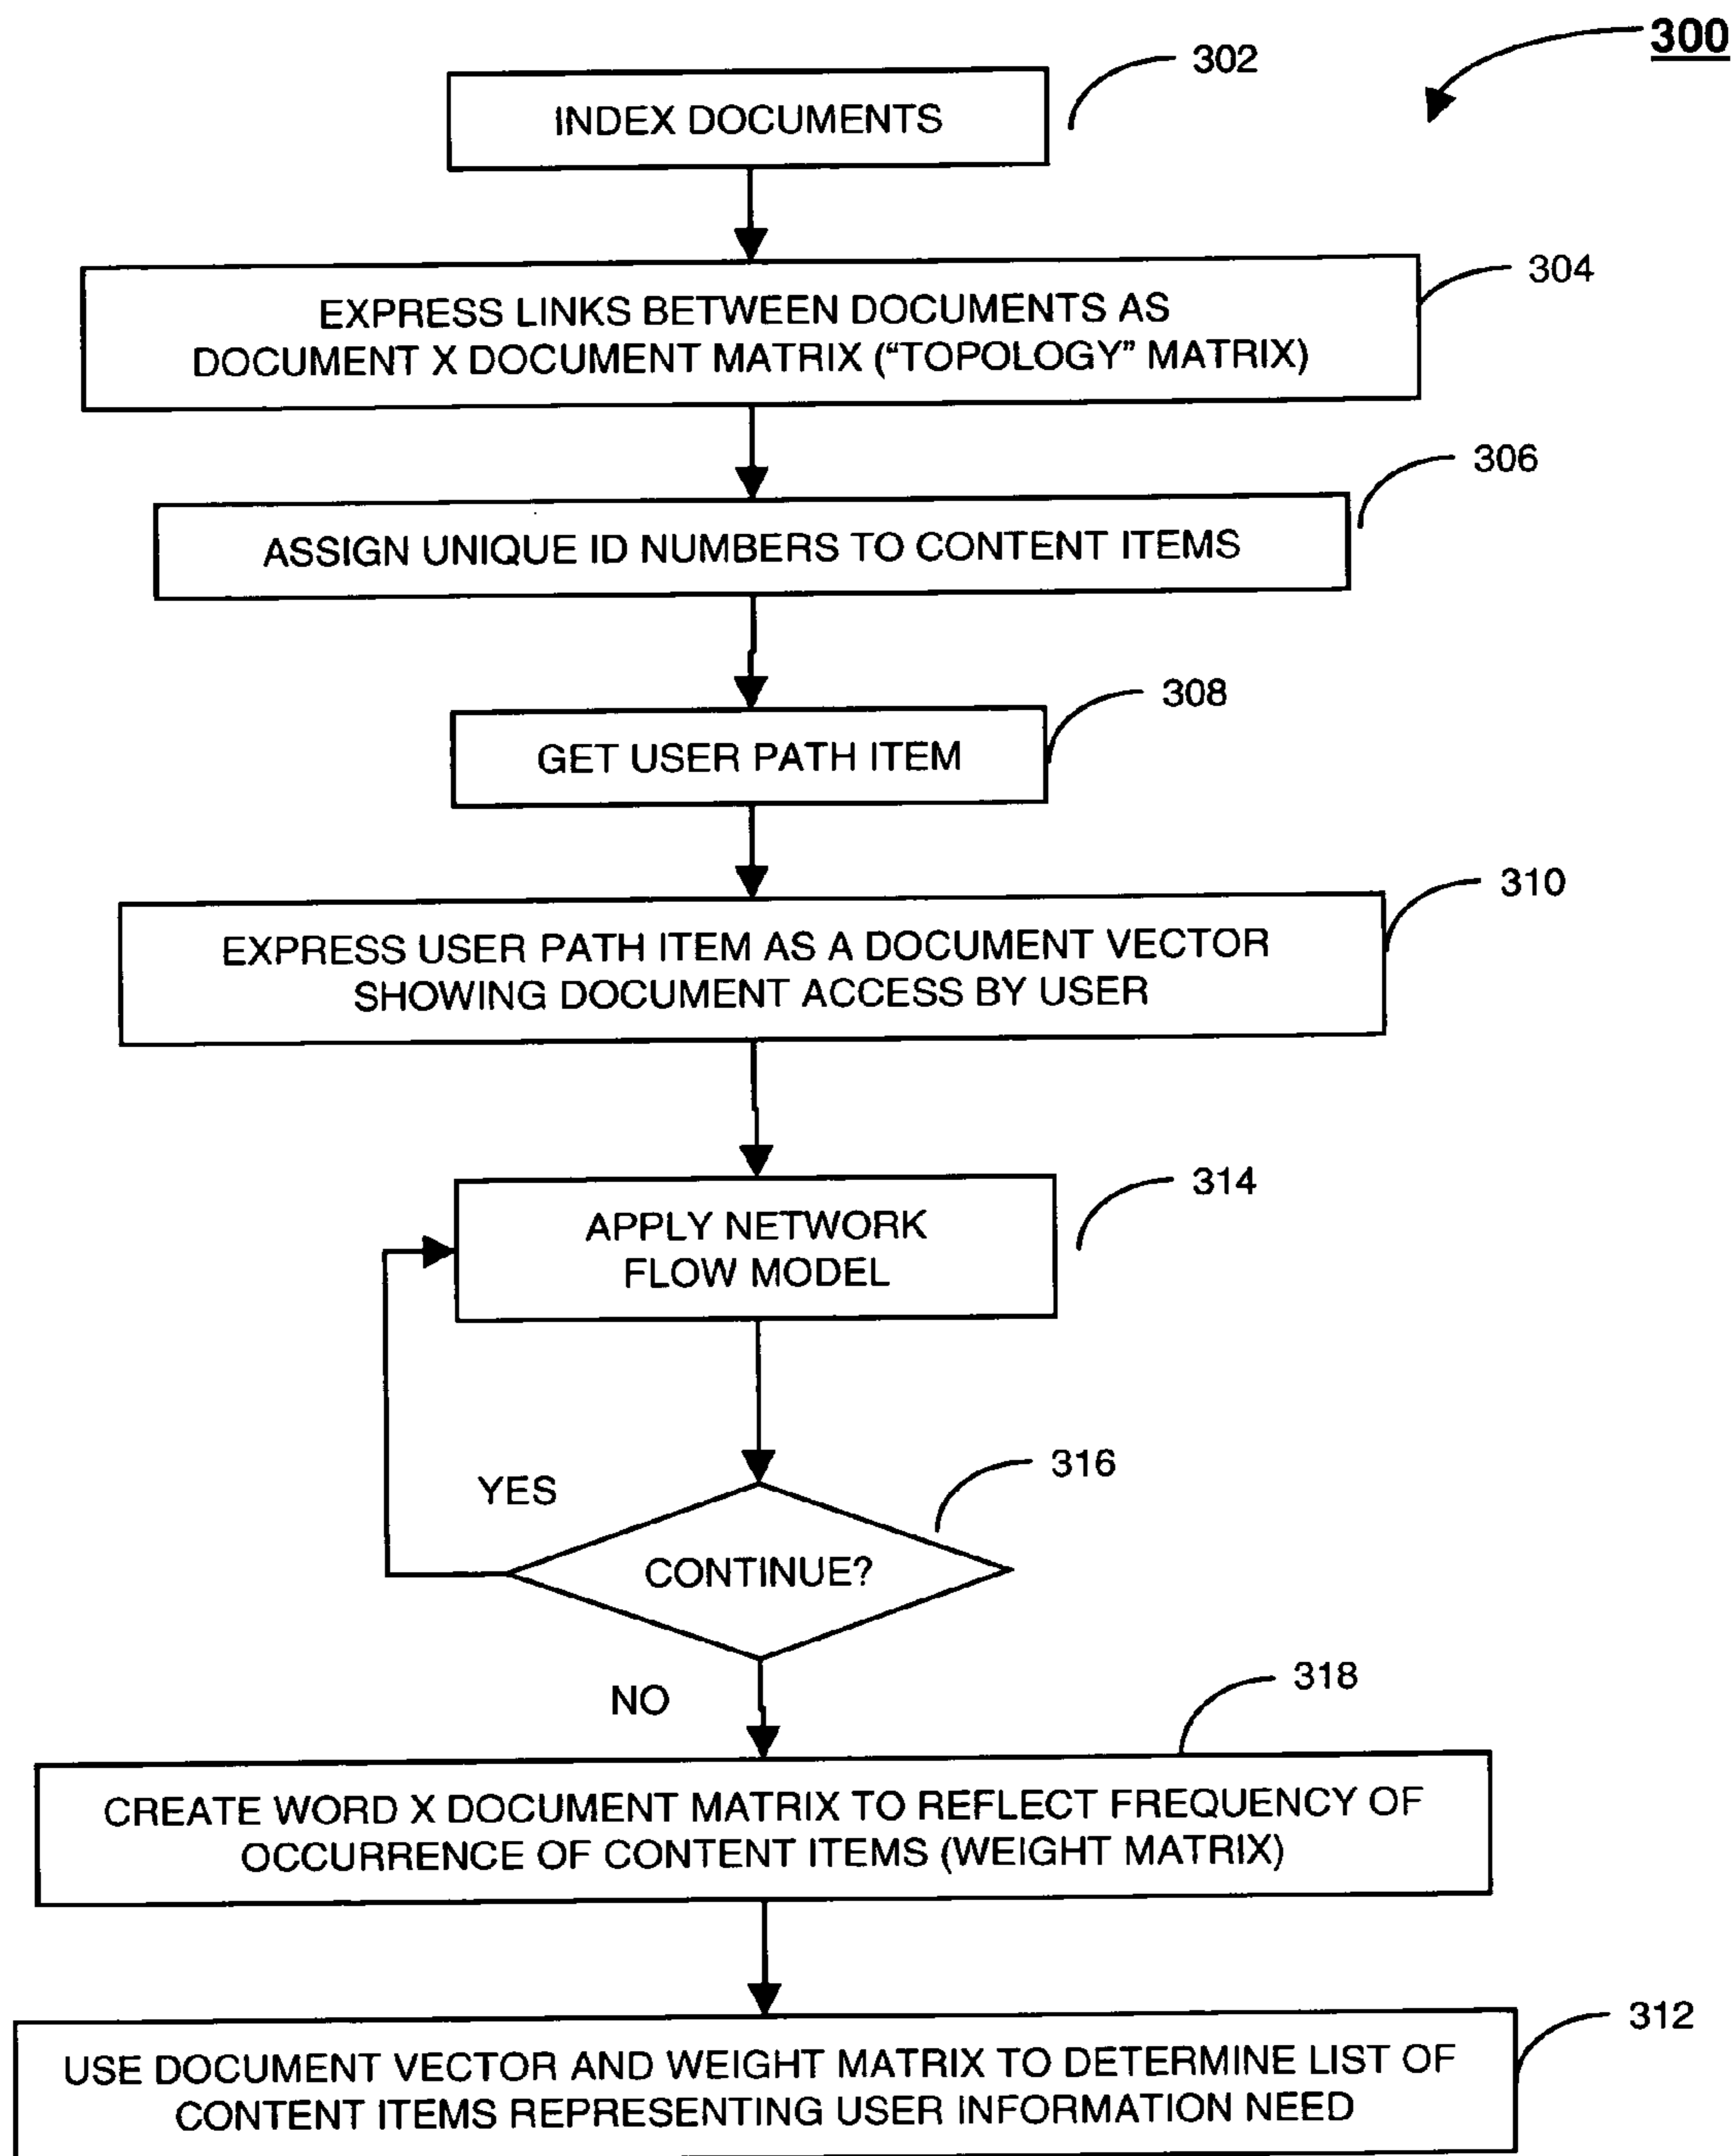 300
302
INDEX DOCUMENTS
304
EXPRESS LINKS BETWEEN DOCUMENTS AS
DOCUMENT X DOCUMENT MATRIX (“TOPOLOGY” MATRIX)
306
ASSIGN UNIQUE ID NUMBERS TO CONTENT ITEMS
308
GET USER PATH ITEM
310
EXPRESS USER PATH ITEM AS A DOCUMENT VECTOR
SHOWING DOCUMENT ACCESS BY USER
314
APPLY NETWORK
FLOW MODEL
316
YES
CONTINUE?
NO
318
CREATE WORD X DOCUMENT MATRIX TO REFLECT FREQUENCY OF
OCCURRENCE OF CONTENT ITEMS (WEIGHT MATRIX)
312
USE DOCUMENT VECTOR AND WEIGHT MATRIX TO DETERMINE LIST OF
CONTENT ITEMS REPRESENTING USER INFORMATION NEED